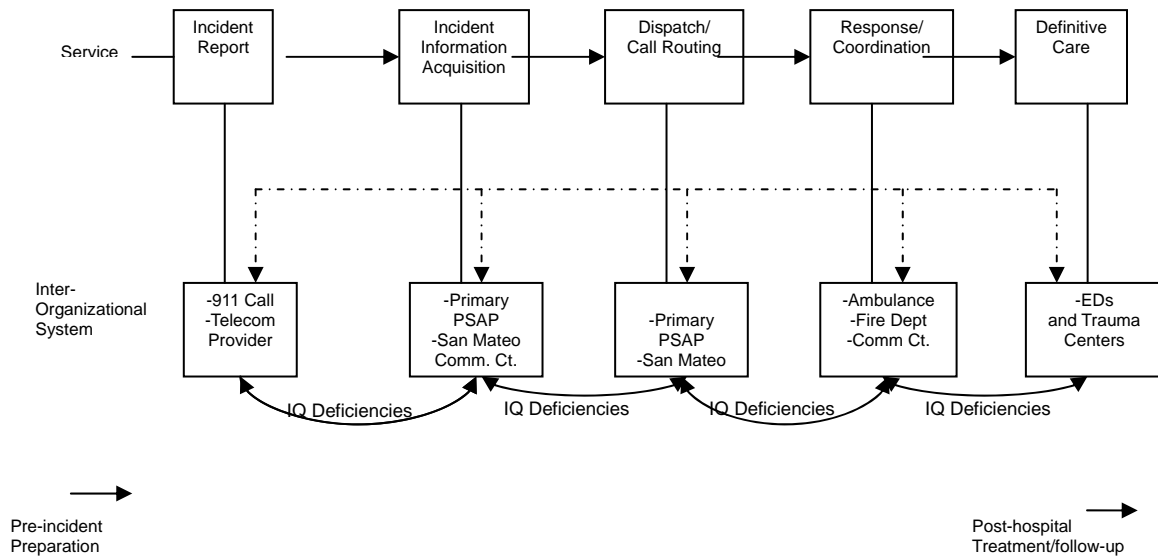 Service
Incident
Report
Incident
Information
Acquisition
Dispatch/
Call Routing
Response/
Coordination
Definitive
Care
Inter-
Organizational
System
-911 Call
-Telecom
Provider
-Primary
PSAP
-San Mateo
Comm. Ct.
-Primary
PSAP
-San Mateo
-Ambulance
-Fire Dept
-Comm Ct.
-EDs
and Trauma
Centers
IQ Deficiencies
IQ Deficiencies
IQ Deficiencies
IQ Deficiencies
Pre-incident
Preparation
Post-hospital
Treatment/follow-up